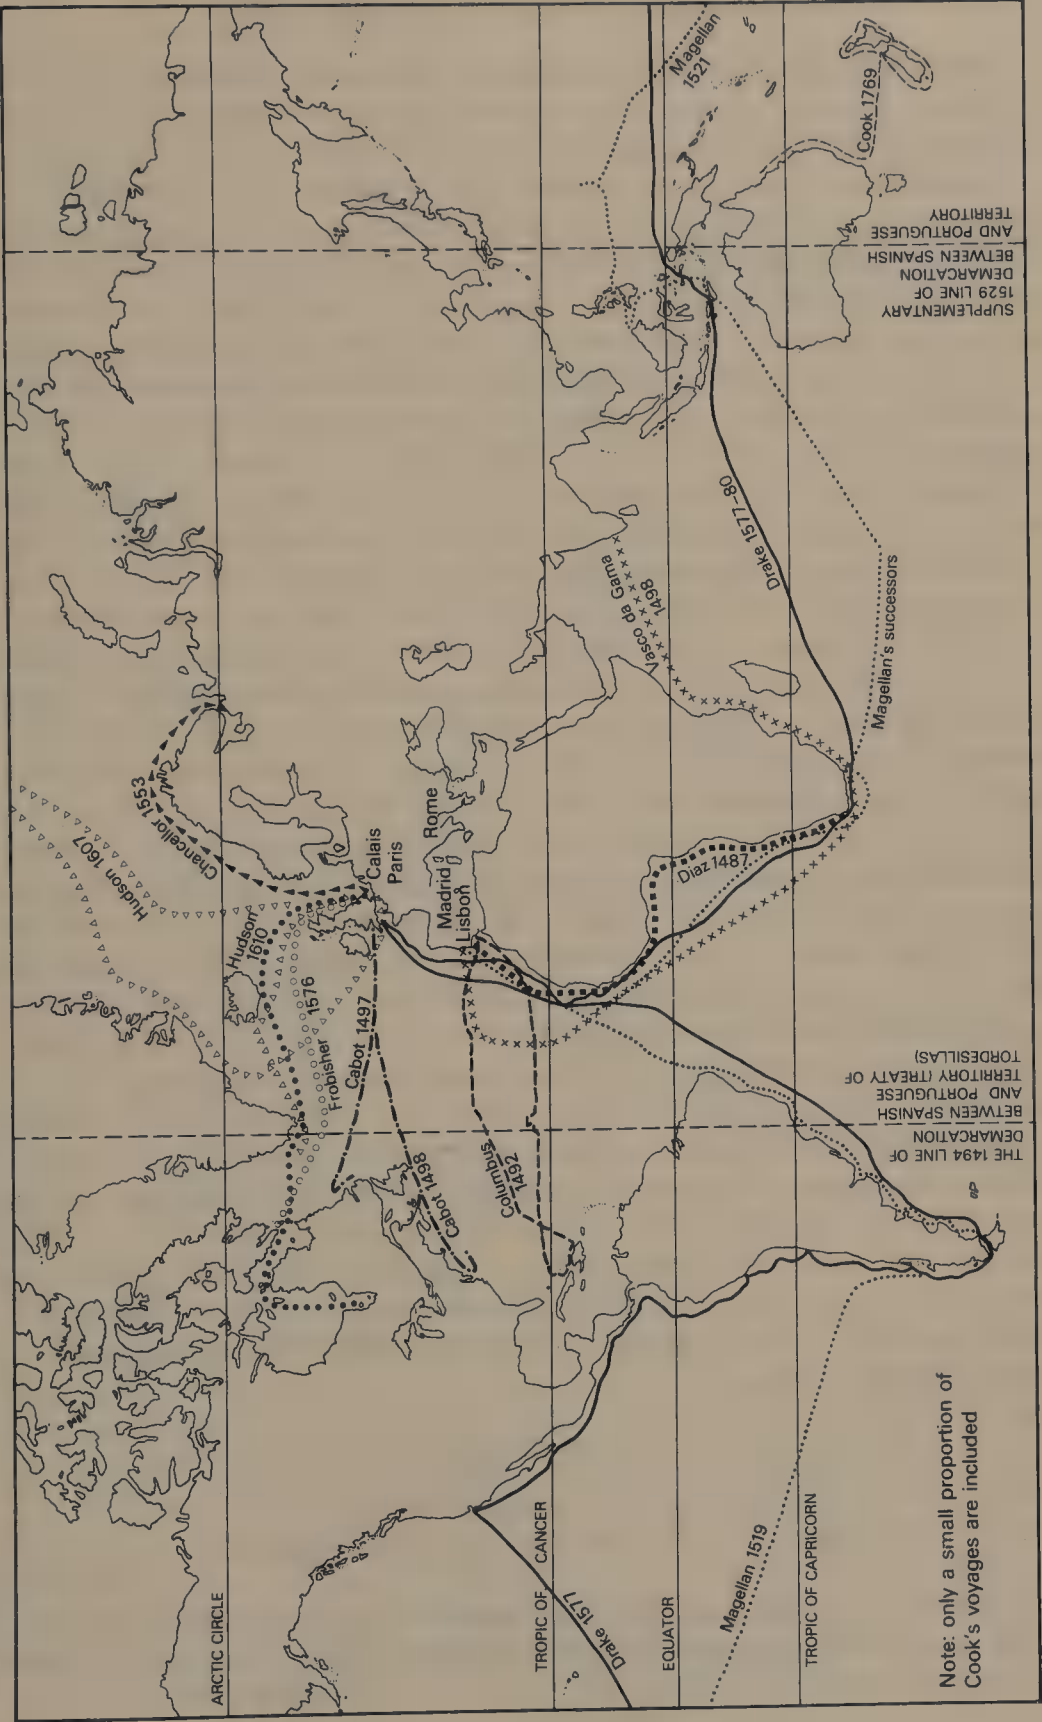 ARCTIC CIRCLE
TROPIC OF CANCER
EQUATOR
TROPIC OF CAPRICORN
Note: only a small proportion of
Cook's voyages are included
Drake 1577
Magellan 1519
THE 1494 LINE OF
DEMARCATION
BETWEEN SPANISH
AND PORTUGUESE
TERRITORY (TREATY OF
TORDESILLAS)
Cabot 1498
Columbus
1492
Cabot 1497
Frobisher 1576
Hudson
1610
Hudson 1607
Chancellor 1553
Calais
Paris
Madrid
Lisbon
Rome
Diaz 1487
Vasco da Gama
1498
Drake 1577–80
Magellan's successors
SUPPLEMENTARY
1529 LINE OF
DEMARCATION
BETWEEN SPANISH
AND PORTUGUESE
TERRITORY
Magellan
1521
Cook 1769